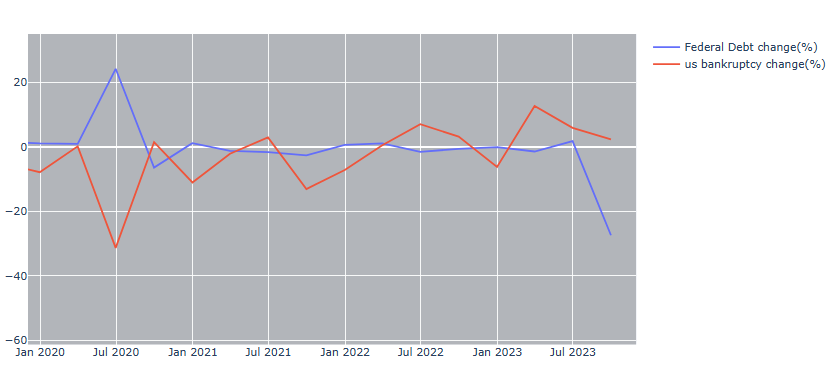 Federal Debt change(%)
us bankruptcy change(%)
20
0
−20
−40
−60
Jan 2020
Jul 2020
Jan 2021
Jul 2021
Jan 2022
Jul 2022
Jan 2023
Jul 2023